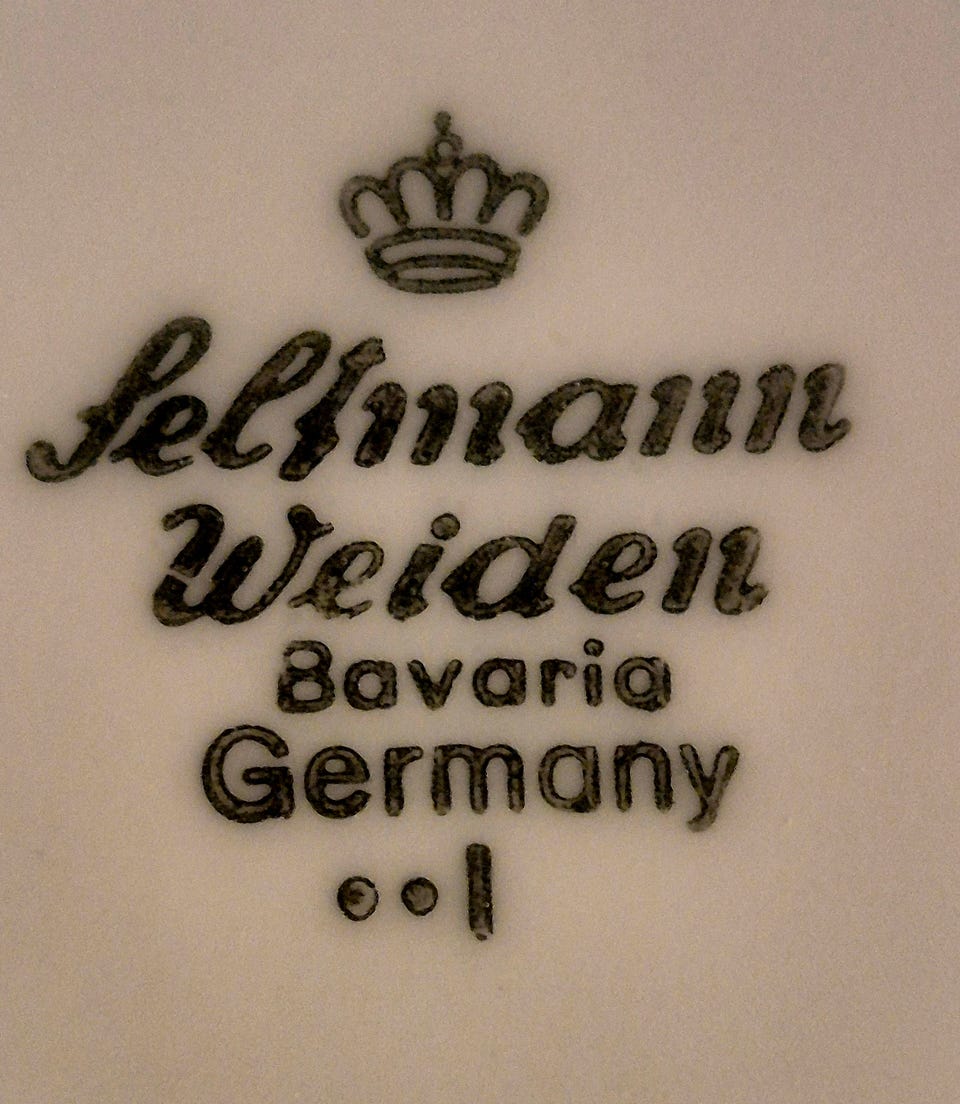 Seltmann
Weiden
Bavaria
Germany
••|